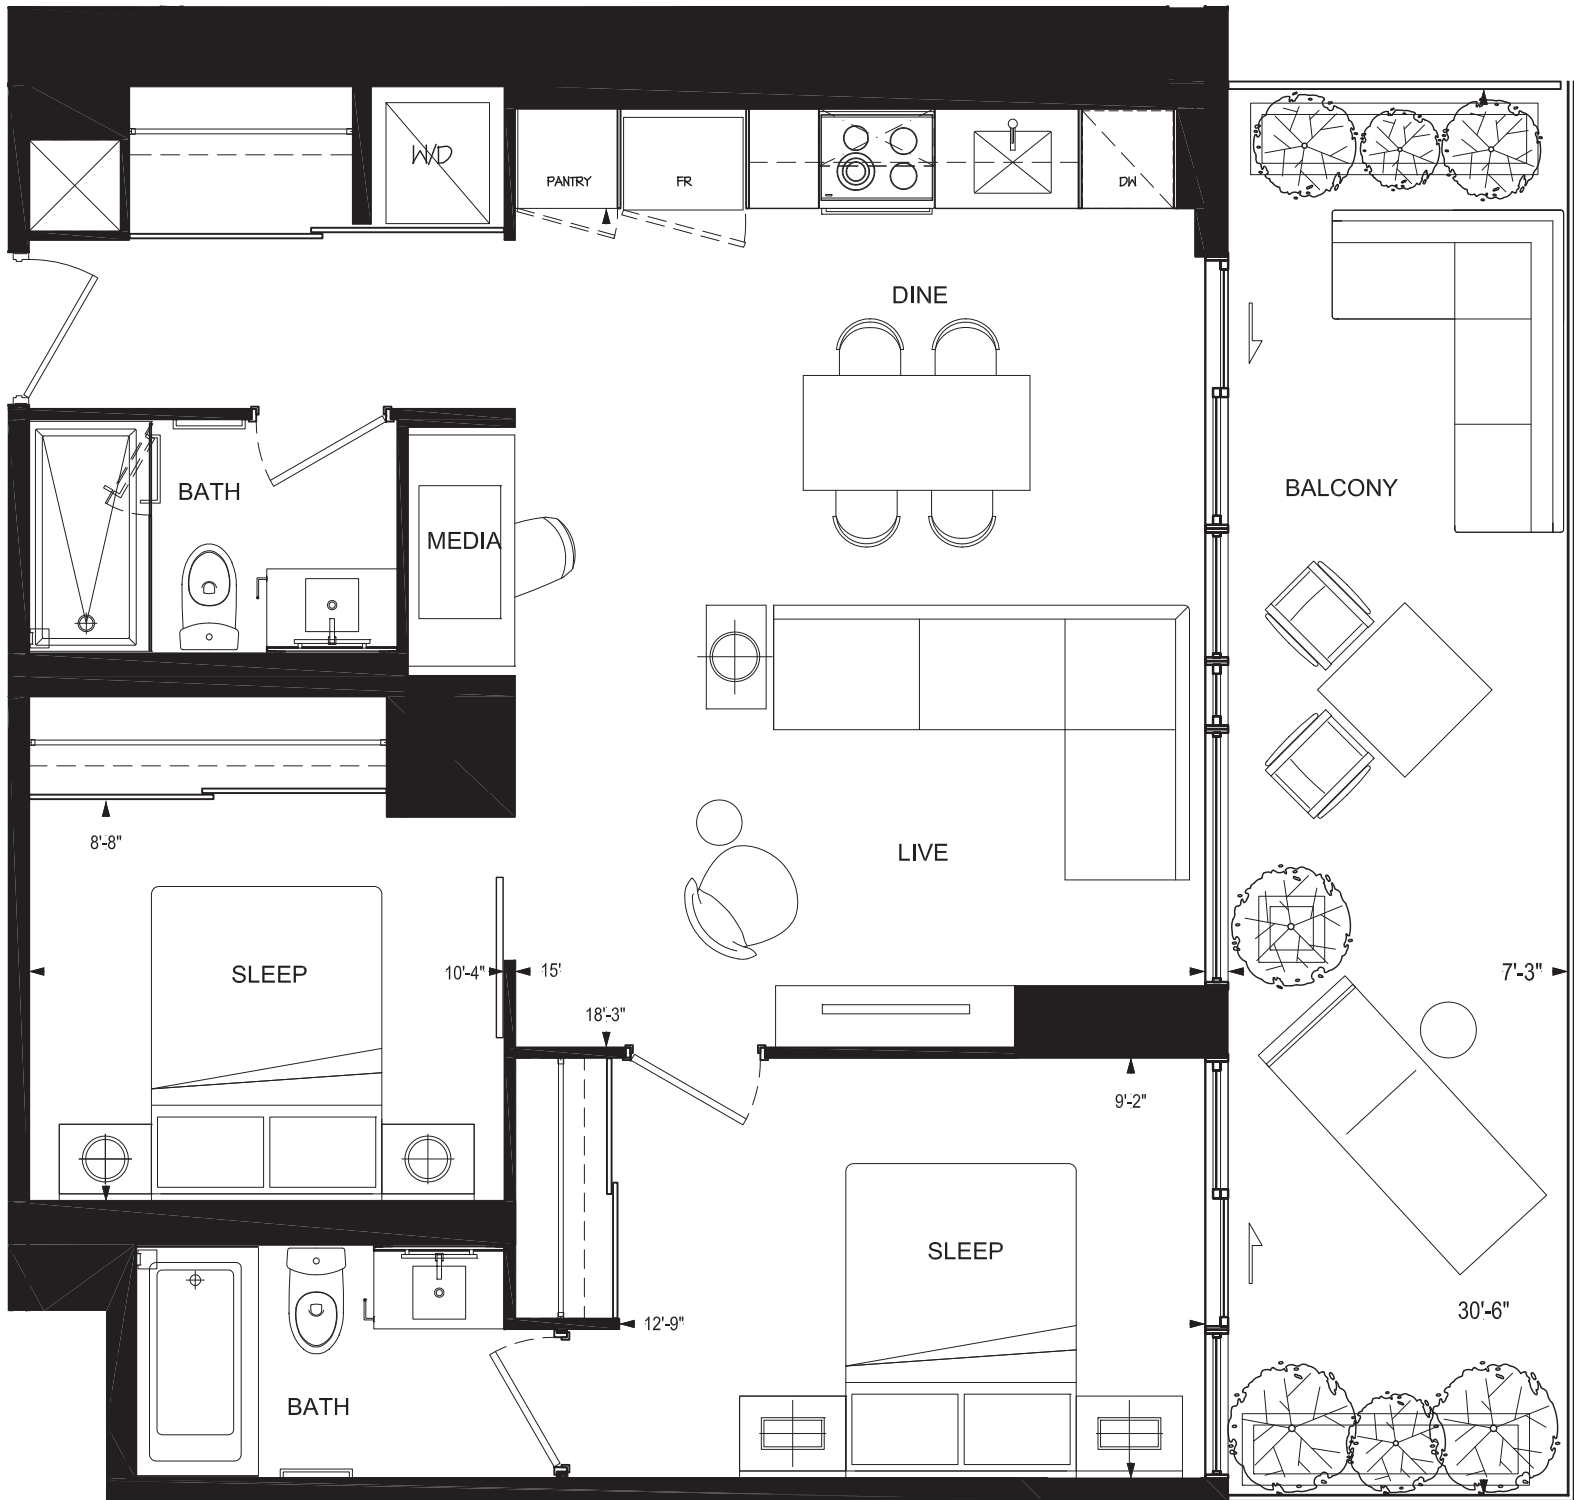 W/D
PANTRY
FR
DW
DINE
BALCONY
BATH
MEDIA
8'-8"
LIVE
SLEEP
10'-4"
15'
7'-3"
18'-3"
9'-2"
SLEEP
30'-6"
12'-9"
BATH